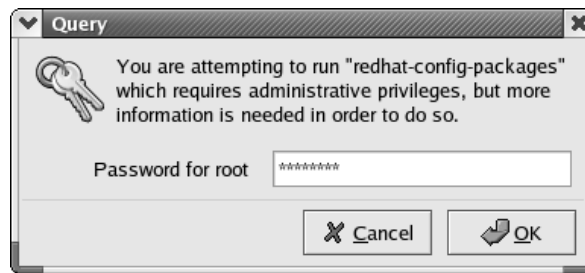 Query
You are attempting to run "redhat-config-packages"
which requires administrative privileges, but more
information is needed in order to do so.
Password for root ********
Cancel OK